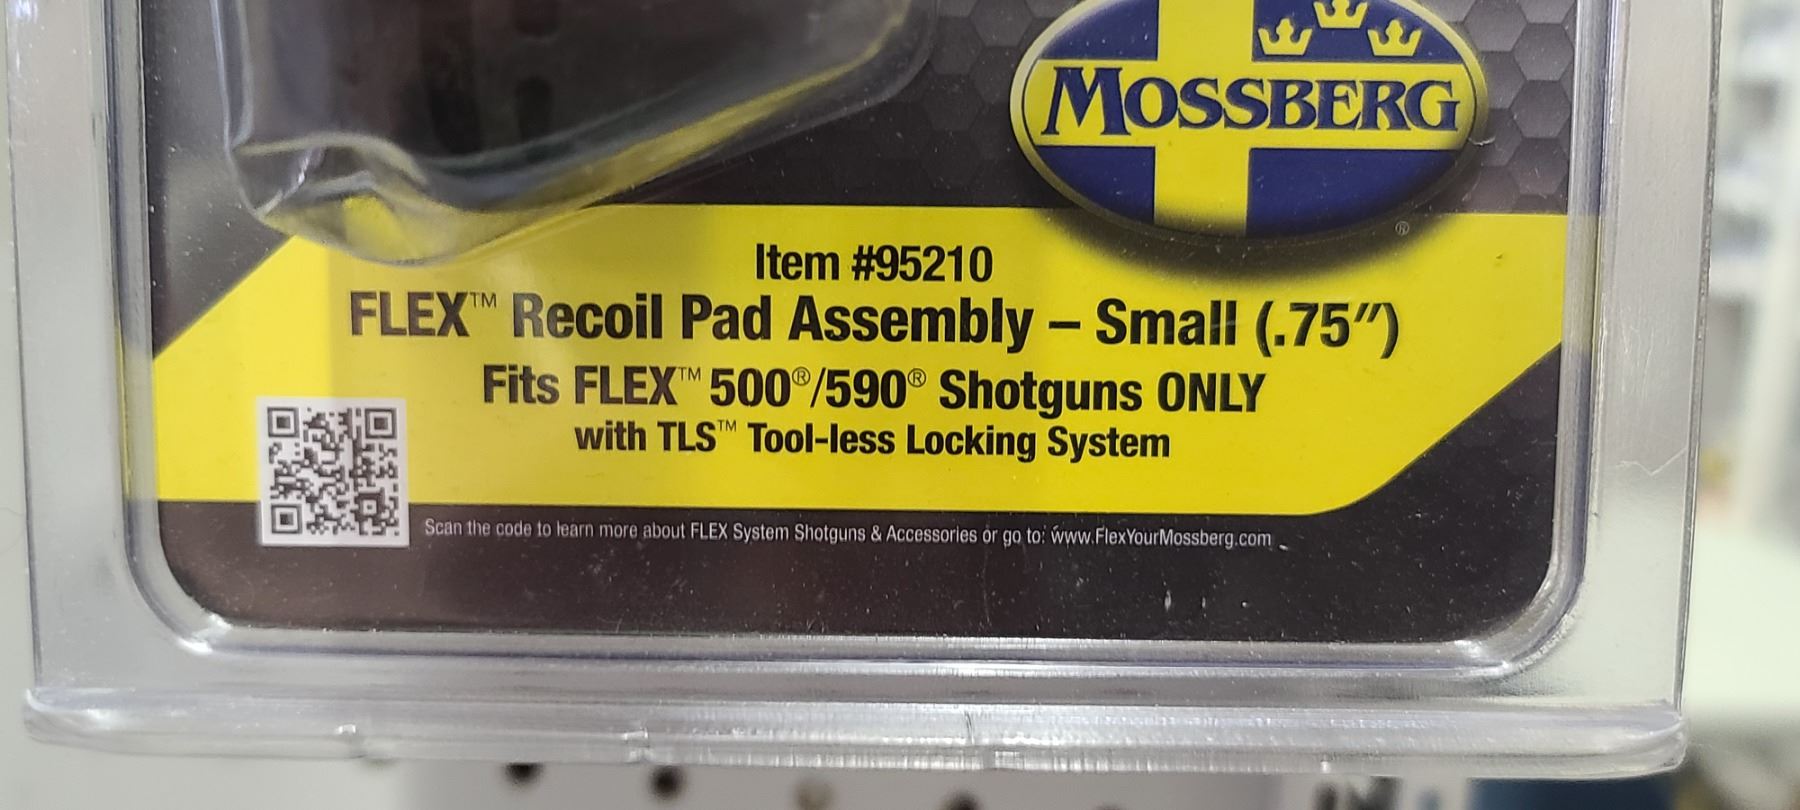 MOSSBERG
®
Item #95210
FLEX™ Recoil Pad Assembly – Small (.75″)
Fits FLEX™ 500®/590® Shotguns ONLY
with TLS™ Tool-less Locking System
Scan the code to learn more about FLEX System Shotguns & Accessories or go to: www.FlexYourMossberg.com